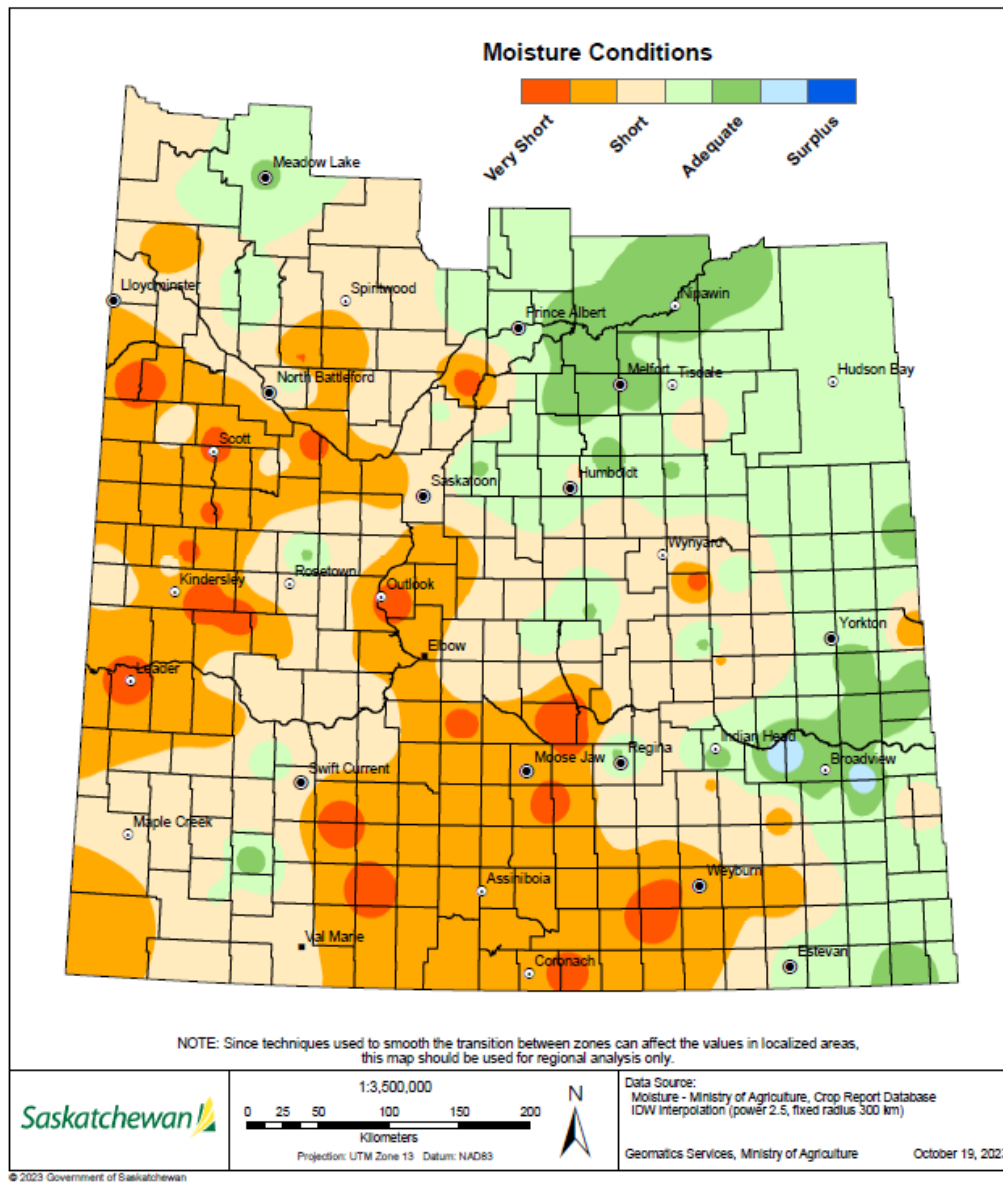 Moisture Conditions
Very Short
Short
Adequate
Surplus
Meadow Lake
Lloydminster
Spiritwood
Nipawin
Prince Albert
North Battleford
Melfort
Tisdale
Hudson Bay
Scott
Saskatoon
Humboldt
Wynyard
Kindersley
Rosetown
Outlook
Yorkton
Elbow
Leader
Indian Head
Regina
Moose Jaw
Broadview
Swift Current
Maple Creek
Assiniboia
Weyburn
Val Marie
Coronach
Estevan
NOTE: Since techniques used to smooth the transition between zones can affect the values in localized areas,
this map should be used for regional analysis only.
Saskatchewan
1:3,500,000
0 25 50 100 150 200
Kilometers
Projection: UTM Zone 13 Datum: NAD83
N
Data Source:
Moisture - Ministry of Agriculture, Crop Report Database
IDW Interpolation (power 2.5, fixed radius 300 km)
Geomatics Services, Ministry of Agriculture
October 19, 2023
© 2023 Government of Saskatchewan